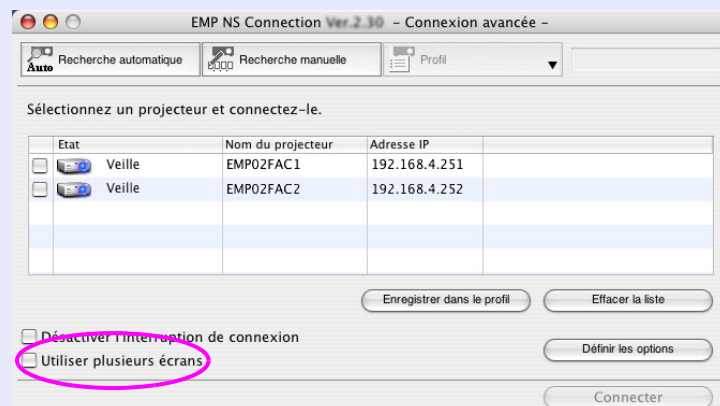 EMP NS Connection Ver.2.30 – Connexion avancée –
Auto Recherche automatique Recherche manuelle Profil
Sélectionnez un projecteur et connectez-le.
Etat Nom du projecteur Adresse IP
Veille EMP02FAC1 192.168.4.251
Veille EMP02FAC2 192.168.4.252
Enregistrer dans le profil Effacer la liste
Désactiver l'interruption de connexion
Utiliser plusieurs écrans
Définir les options
Connecter